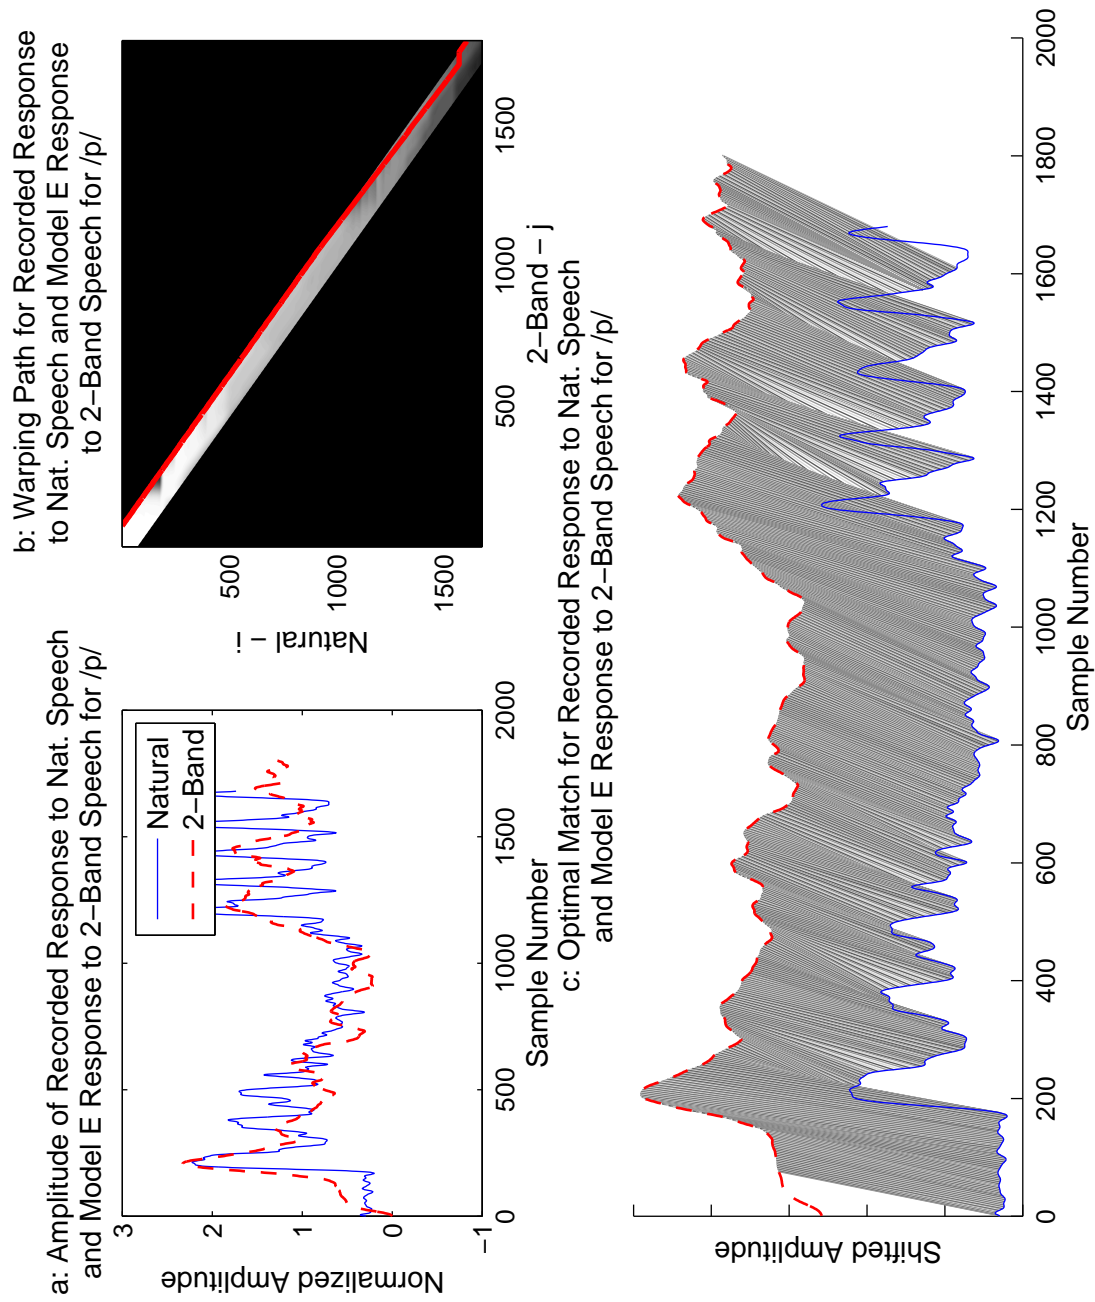 a: Amplitude of Recorded Response to Nat. Speech
and Model E Response to 2−Band Speech for /p/
3
2
1
0
−1
Normalized Amplitude
0
500
1000
1500
2000
Sample Number
Natural
2−Band
b: Warping Path for Recorded Response
to Nat. Speech and Model E Response
to 2−Band Speech for /p/
500
1000
1500
Natural − i
500
1000
1500
2−Band − j
c: Optimal Match for Recorded Response to Nat. Speech
and Model E Response to 2−Band Speech for /p/
Shifted Amplitude
0
200
400
600
800
1000
1200
1400
1600
1800
2000
Sample Number